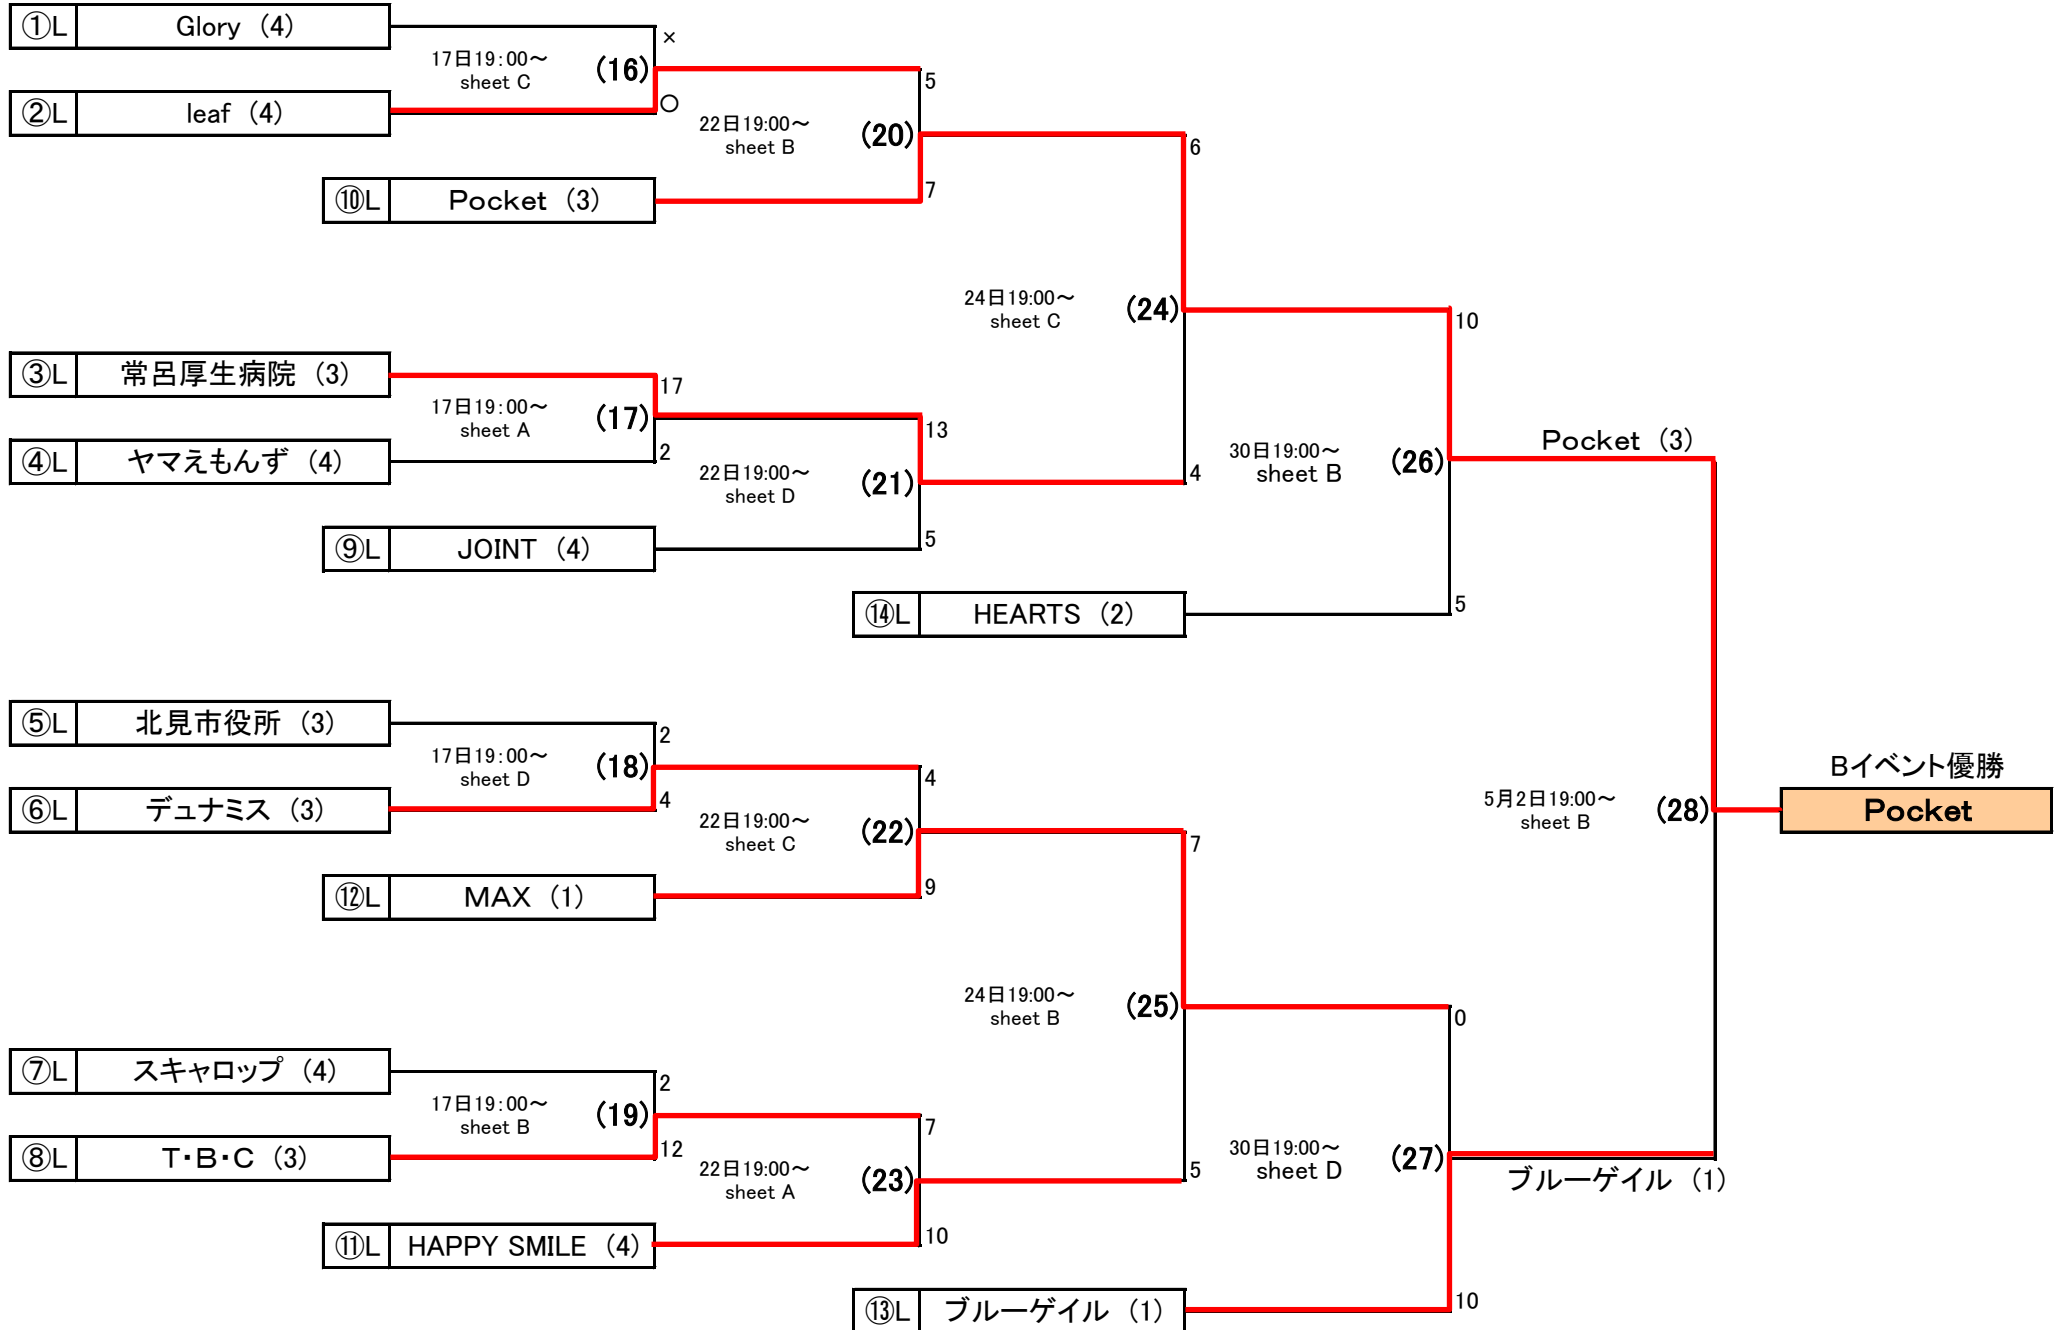 ①L Glory (4)
×
17日19:00～
sheet C
(16)
②L leaf (4)
○
5
22日19:00～
sheet B
(20)
⑩L Pocket (3)
7
6
24日19:00～
sheet C
(24)
10
③L 常呂厚生病院 (3)
17
17日19:00～
sheet A
(17)
④L ヤマえもんず (4)
2
13
22日19:00～
sheet D
(21)
4
⑨L JOINT (4)
5
30日19:00～
sheet B
(26)
Pocket (3)
⑭L HEARTS (2)
5
⑤L 北見市役所 (3)
2
17日19:00～
sheet D
(18)
⑥L デュナミス (3)
4
4
22日19:00～
sheet C
(22)
7
⑫L MAX (1)
9
5月2日19:00～
sheet B
(28)
Bイベント優勝
Pocket
24日19:00～
sheet B
(25)
0
⑦L スキャロップ (4)
2
17日19:00～
sheet B
(19)
⑧L T・B・C (3)
12
7
22日19:00～
sheet A
(23)
5
⑪L HAPPY SMILE (4)
10
30日19:00～
sheet D
(27)
ブルーゲイル (1)
⑬L ブルーゲイル (1)
10